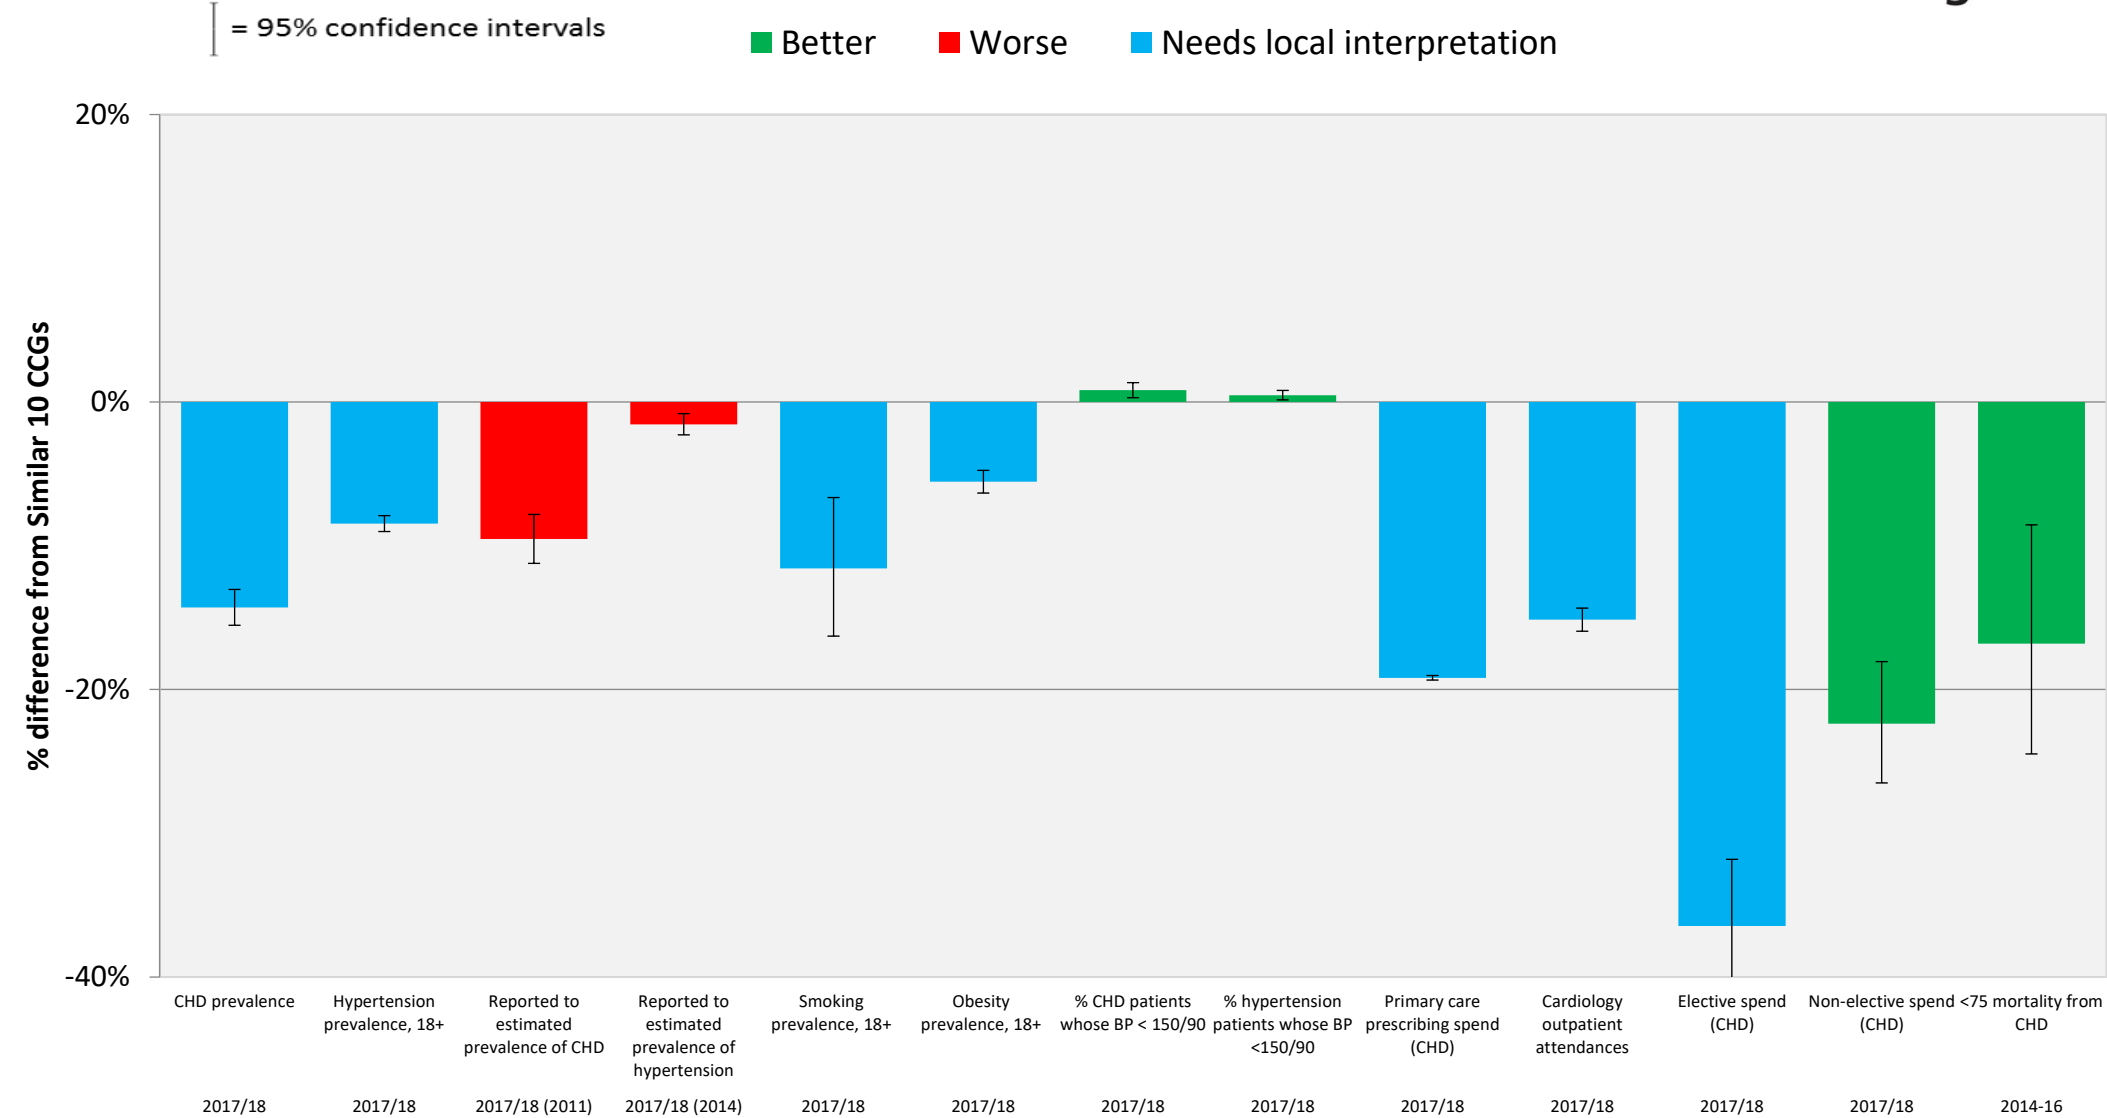 = 95% confidence intervals
Better
Worse
Needs local interpretation
% difference from Similar 10 CCGs
20%
0%
-20%
-40%
CHD prevalence
2017/18
Hypertension
prevalence, 18+
2017/18
Reported to
estimated
prevalence of CHD
2017/18 (2011)
Reported to
estimated
prevalence of
hypertension
2017/18 (2014)
Smoking
prevalence, 18+
2017/18
Obesity
prevalence, 18+
2017/18
% CHD patients
whose BP < 150/90
2017/18
% hypertension
patients whose BP
<150/90
2017/18
Primary care
prescribing spend
(CHD)
2017/18
Cardiology
outpatient
attendances
2017/18
Elective spend
(CHD)
2017/18
Non-elective spend
(CHD)
2017/18
<75 mortality from
CHD
2014-16